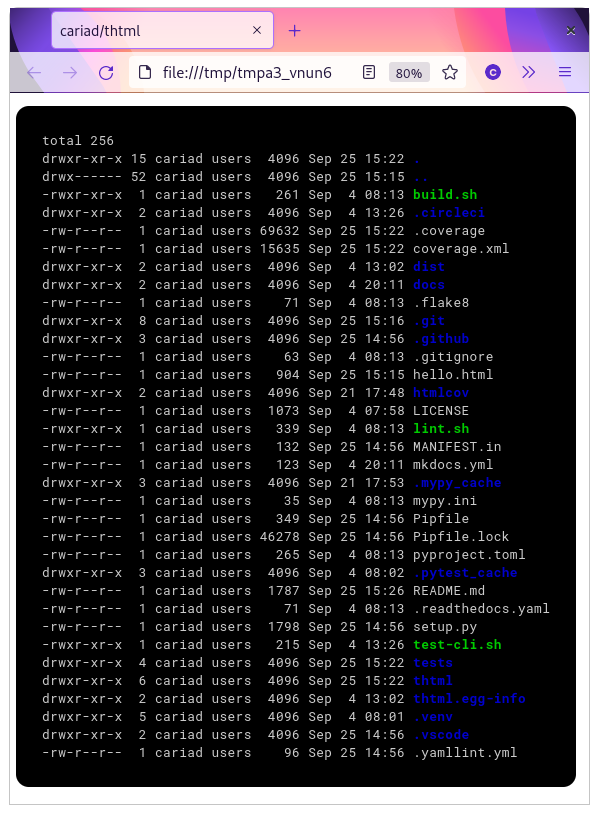 cariad/thtml
file:///tmp/tmpa3_vnun6
80%
C
total 256
drwxr-xr-x 15 cariad users  4096 Sep 25 15:22 .
drwx------ 52 cariad users  4096 Sep 25 15:15 ..
-rwxr-xr-x  1 cariad users   261 Sep  4 08:13 build.sh
drwxr-xr-x  2 cariad users  4096 Sep  4 13:26 .circleci
-rw-r--r--  1 cariad users 69632 Sep 25 15:22 .coverage
-rw-r--r--  1 cariad users 15635 Sep 25 15:22 coverage.xml
drwxr-xr-x  2 cariad users  4096 Sep  4 13:02 dist
drwxr-xr-x  2 cariad users  4096 Sep  4 20:11 docs
-rw-r--r--  1 cariad users    71 Sep  4 08:13 .flake8
drwxr-xr-x  8 cariad users  4096 Sep 25 15:16 .git
drwxr-xr-x  3 cariad users  4096 Sep 25 14:56 .github
-rw-r--r--  1 cariad users    63 Sep  4 08:13 .gitignore
-rw-r--r--  1 cariad users   904 Sep 25 15:15 hello.html
drwxr-xr-x  2 cariad users  4096 Sep 21 17:48 htmlcov
-rw-r--r--  1 cariad users  1073 Sep  4 07:58 LICENSE
-rwxr-xr-x  1 cariad users   339 Sep  4 08:13 lint.sh
-rw-r--r--  1 cariad users   132 Sep 25 14:56 MANIFEST.in
-rw-r--r--  1 cariad users   123 Sep  4 20:11 mkdocs.yml
drwxr-xr-x  3 cariad users  4096 Sep 21 17:53 .mypy_cache
-rw-r--r--  1 cariad users    35 Sep  4 08:13 mypy.ini
-rw-r--r--  1 cariad users   349 Sep 25 14:56 Pipfile
-rw-r--r--  1 cariad users 46278 Sep 25 14:56 Pipfile.lock
-rw-r--r--  1 cariad users   265 Sep  4 08:13 pyproject.toml
drwxr-xr-x  3 cariad users  4096 Sep  4 08:02 .pytest_cache
-rw-r--r--  1 cariad users  1787 Sep 25 15:26 README.md
-rw-r--r--  1 cariad users    71 Sep  4 08:13 .readthedocs.yaml
-rw-r--r--  1 cariad users  1798 Sep 25 14:56 setup.py
-rwxr-xr-x  1 cariad users   215 Sep  4 13:26 test-cli.sh
drwxr-xr-x  4 cariad users  4096 Sep 25 15:22 tests
drwxr-xr-x  6 cariad users  4096 Sep 25 15:22 thtml
drwxr-xr-x  2 cariad users  4096 Sep  4 13:02 thtml.egg-info
drwxr-xr-x  5 cariad users  4096 Sep  4 08:01 .venv
drwxr-xr-x  2 cariad users  4096 Sep 25 14:56 .vscode
-rw-r--r--  1 cariad users    96 Sep 25 14:56 .yamllint.yml